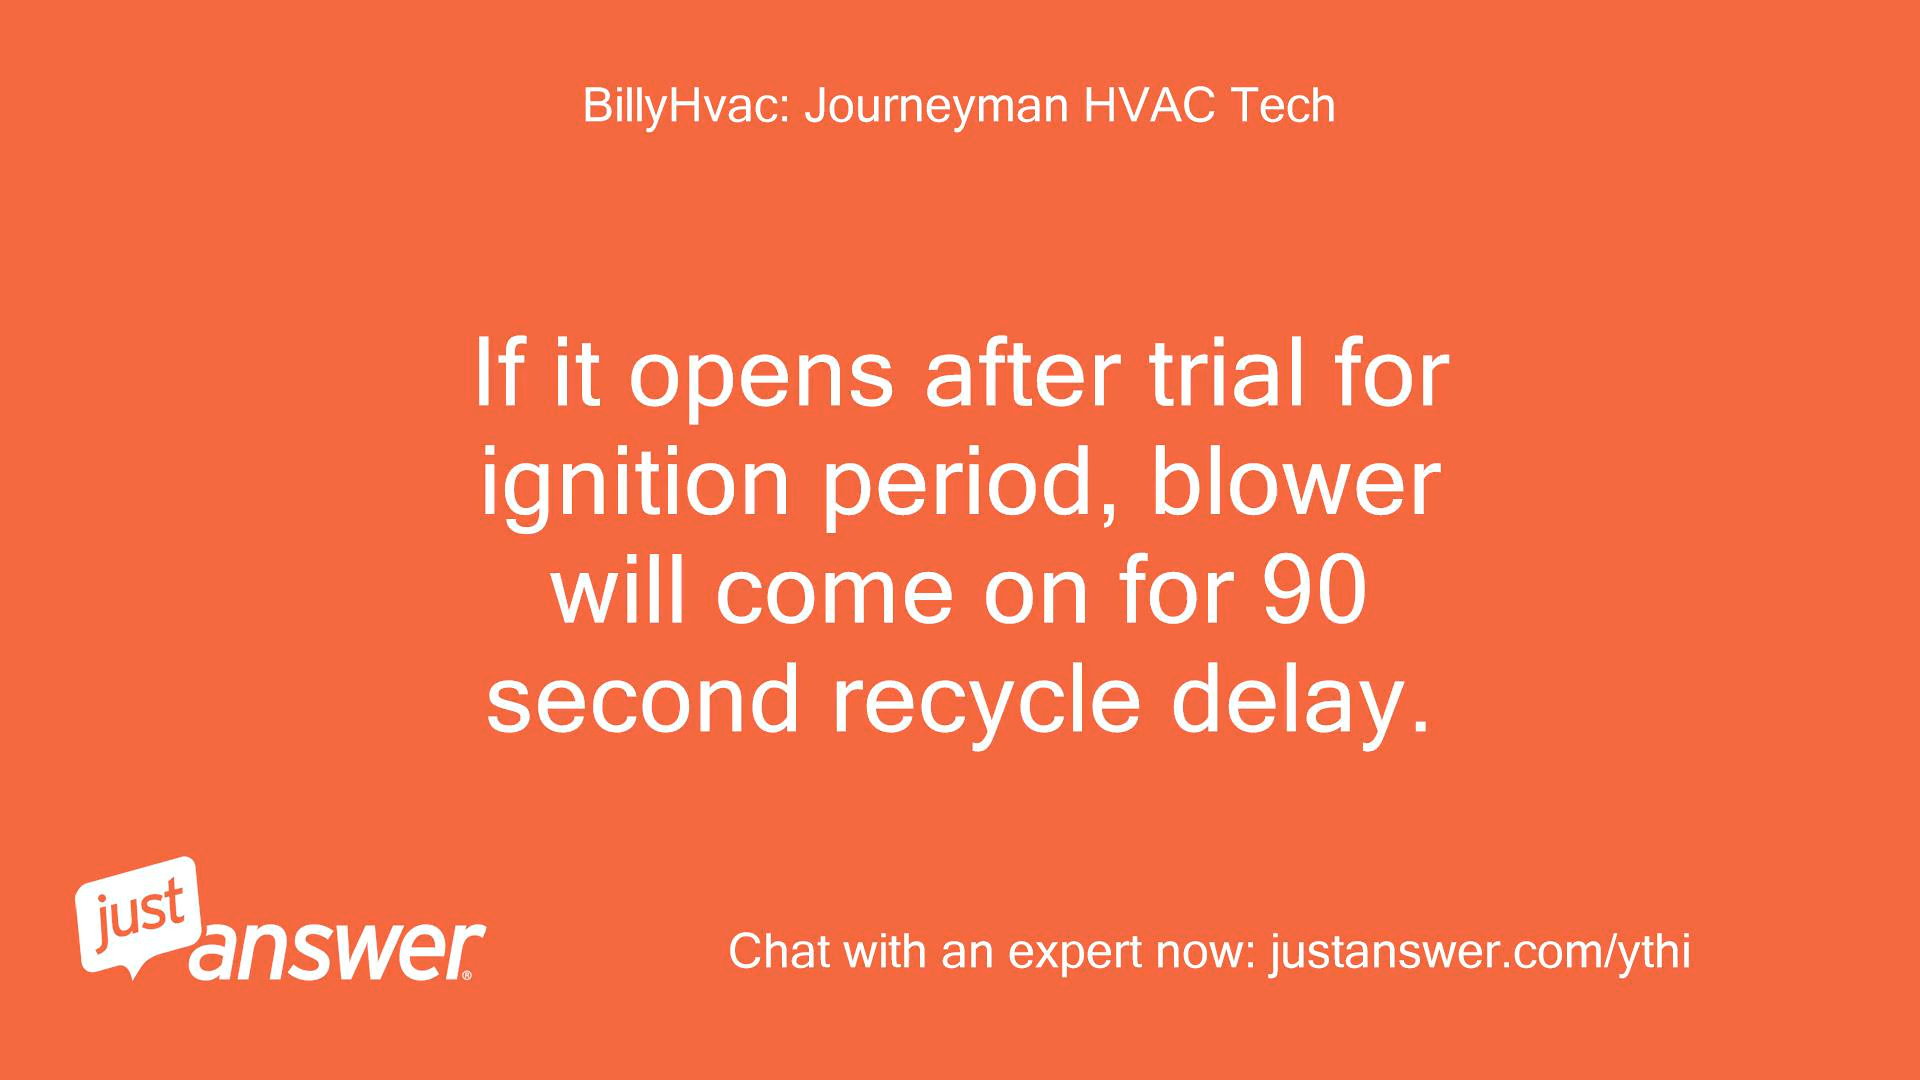 BillyHvac: Journeyman HVAC Tech
If it opens after trial for
ignition period, blower
will come on for 90
second recycle delay.
just
answer®
Chat with an expert now: justanswer.com/ythi